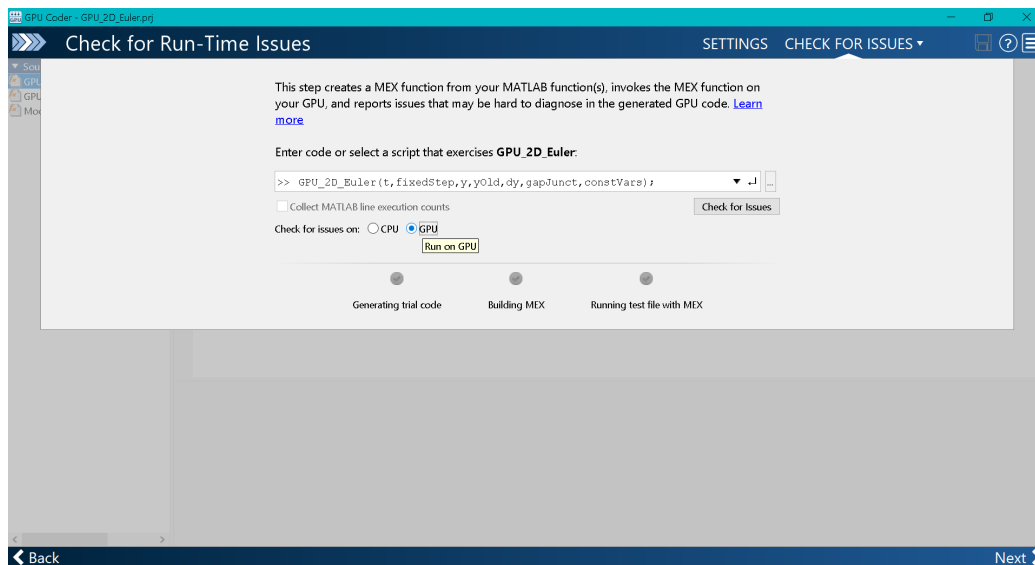 GPU Coder - GPU_2D_Euler.prj
Check for Run-Time Issues
SETTINGS CHECK FOR ISSUES
Sou
GPU
GPU
Mod
This step creates a MEX function from your MATLAB function(s), invokes the MEX function on
your GPU, and reports issues that may be hard to diagnose in the generated GPU code. Learn
more
Enter code or select a script that exercises GPU_2D_Euler:
>> GPU_2D_Euler(t,fixedStep,y,yOld,dy,gapJunct,constVars);
...
Collect MATLAB line execution counts
Check for Issues
Check for issues on: CPU GPU
Run on GPU
Generating trial code Building MEX Running test file with MEX
Back
Next